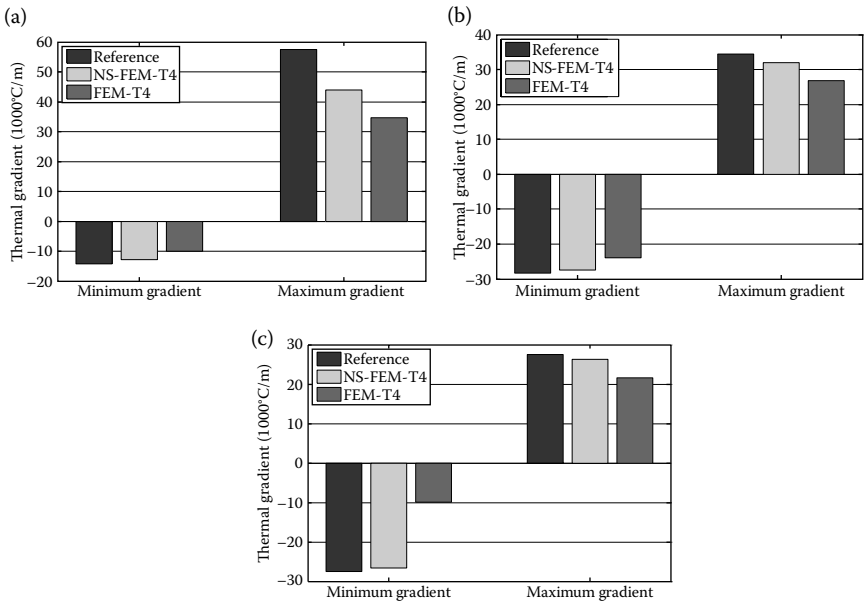 (a)
Thermal gradient (1000°C/m)
60
50
40
30
20
10
0
−10
−20
Reference
NS-FEM-T4
FEM-T4
Minimum gradient
Maximum gradient
(b)
Thermal gradient (1000°C/m)
40
30
20
10
0
−10
−20
−30
Reference
NS-FEM-T4
FEM-T4
Minimum gradient
Maximum gradient
(c)
Thermal gradient (1000°C/m)
30
20
10
0
−10
−20
−30
Reference
NS-FEM-T4
FEM-T4
Minimum gradient
Maximum gradient